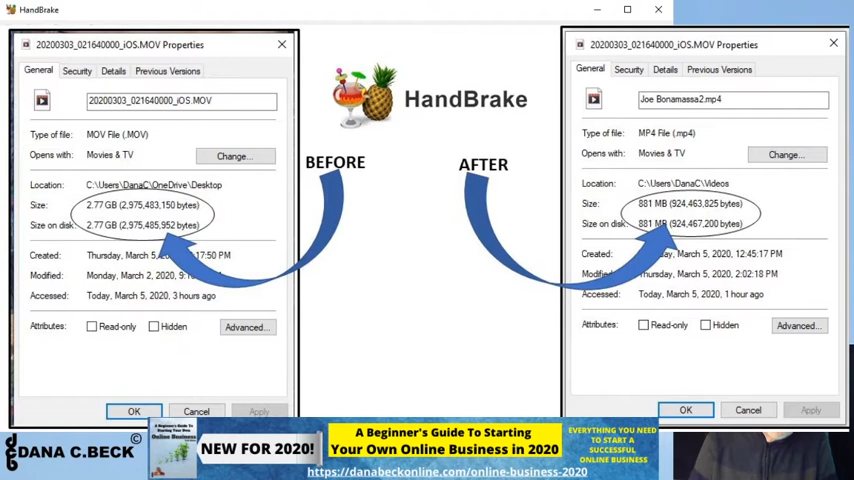 HandBrake
20200303_021640000_iOS.MOV Properties
General Security Details Previous Versions
20200303_021640000_iOS.MOV
Type of file: MOV File (.MOV)
Opens with: Movies & TV Change...
Location: C:\Users\DanaC\OneDrive\Desktop
Size: 2.77 GB (2,975,483,150 bytes)
Size on disk: 2.77 GB (2,975,485,952 bytes)
Created: Thursday, March 5, :17:50 PM
Modified: Monday, March 2, 2020, PM
Accessed: Today, March 5, 2020, 3 hours ago
Attributes: Read-only Hidden Advanced...
OK Cancel Apply
HandBrake
BEFORE
AFTER
20200303_021640000_iOS.MOV Properties
General Security Details Previous Versions
Joe Bonamassa2.mp4
Type of file: MP4 File (.mp4)
Opens with: Movies & TV Change...
Location: C:\Users\DanaC\Videos
Size: 881 MB (924,463,825 bytes)
Size on disk: 881 MB (924,467,200 bytes)
Created: March 5, 2020, 12:45:17 PM
Modified: March 5, 2020, 2:02:18 PM
Accessed: Today, March 5, 2020, 1 hour ago
Attributes: Read-only Hidden Advanced...
OK Cancel Apply
DANA C.BECK ©
A Beginner's Guide To
Starting Your Own
Online Business
NEW FOR 2020!
A Beginner's Guide To Starting
Your Own Online Business in 2020
https://danabeckonline.com/online-business-2020
EVERYTHING YOU NEED
TO START A
SUCCESSFUL
ONLINE BUSINESS